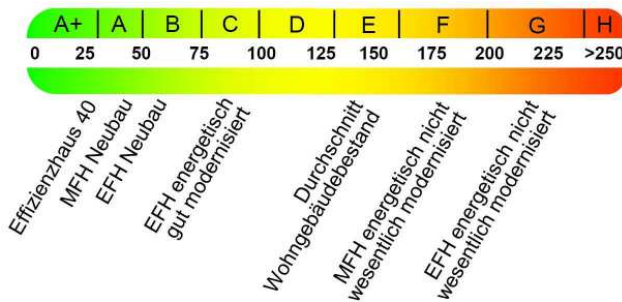 A+ A B C D E F G H
0 25 50 75 100 125 150 175 200 225 >250
Effizienzhaus 40
MFH Neubau
EFH Neubau
EFH energetisch
gut modernisiert
Durchschnitt
Wohngebäudebestand
MFH energetisch nicht
wesentlich modernisiert
EFH energetisch nicht
wesentlich modernisiert